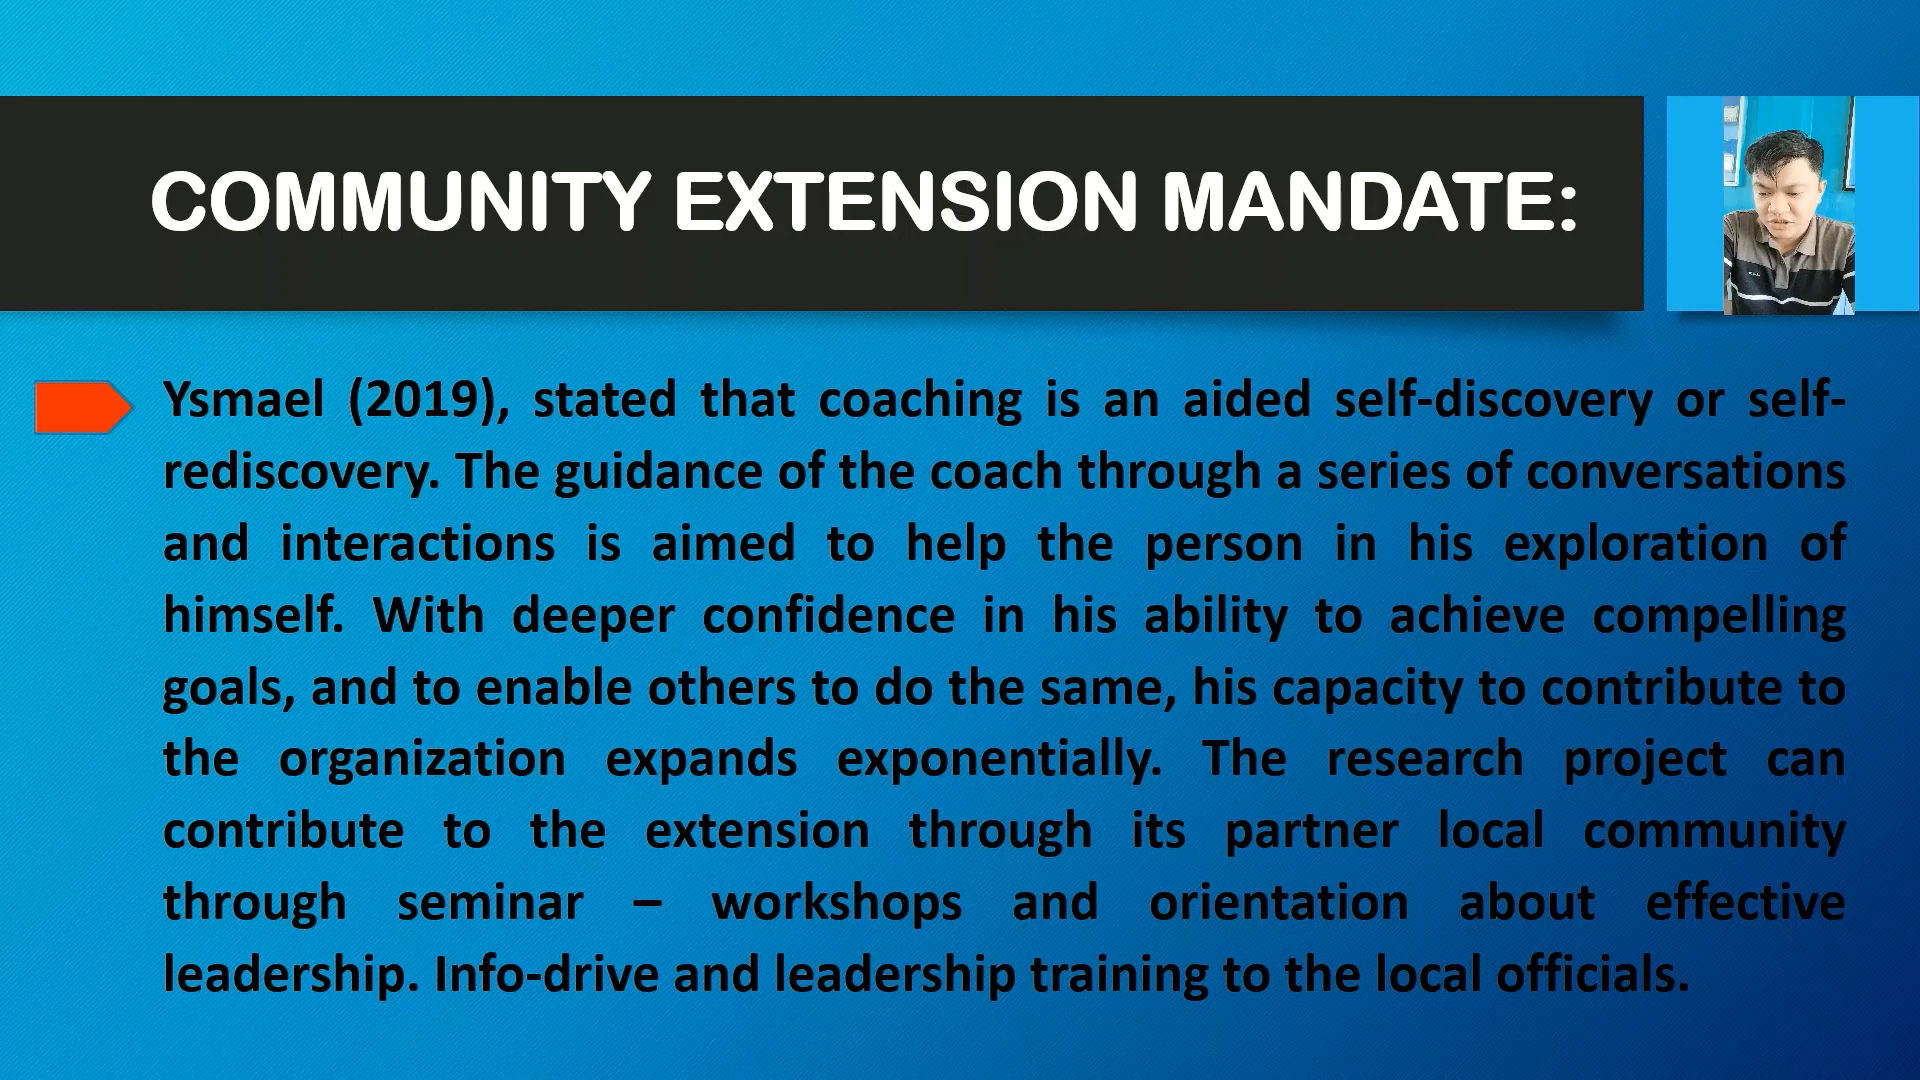 COMMUNITY EXTENSION MANDATE:
Ysmael (2019), stated that coaching is an aided self-discovery or self-
rediscovery. The guidance of the coach through a series of conversations
and interactions is aimed to help the person in his exploration of
himself. With deeper confidence in his ability to achieve compelling
goals, and to enable others to do the same, his capacity to contribute to
the organization expands exponentially. The research project can
contribute to the extension through its partner local community
through seminar – workshops and orientation about effective
leadership. Info-drive and leadership training to the local officials.